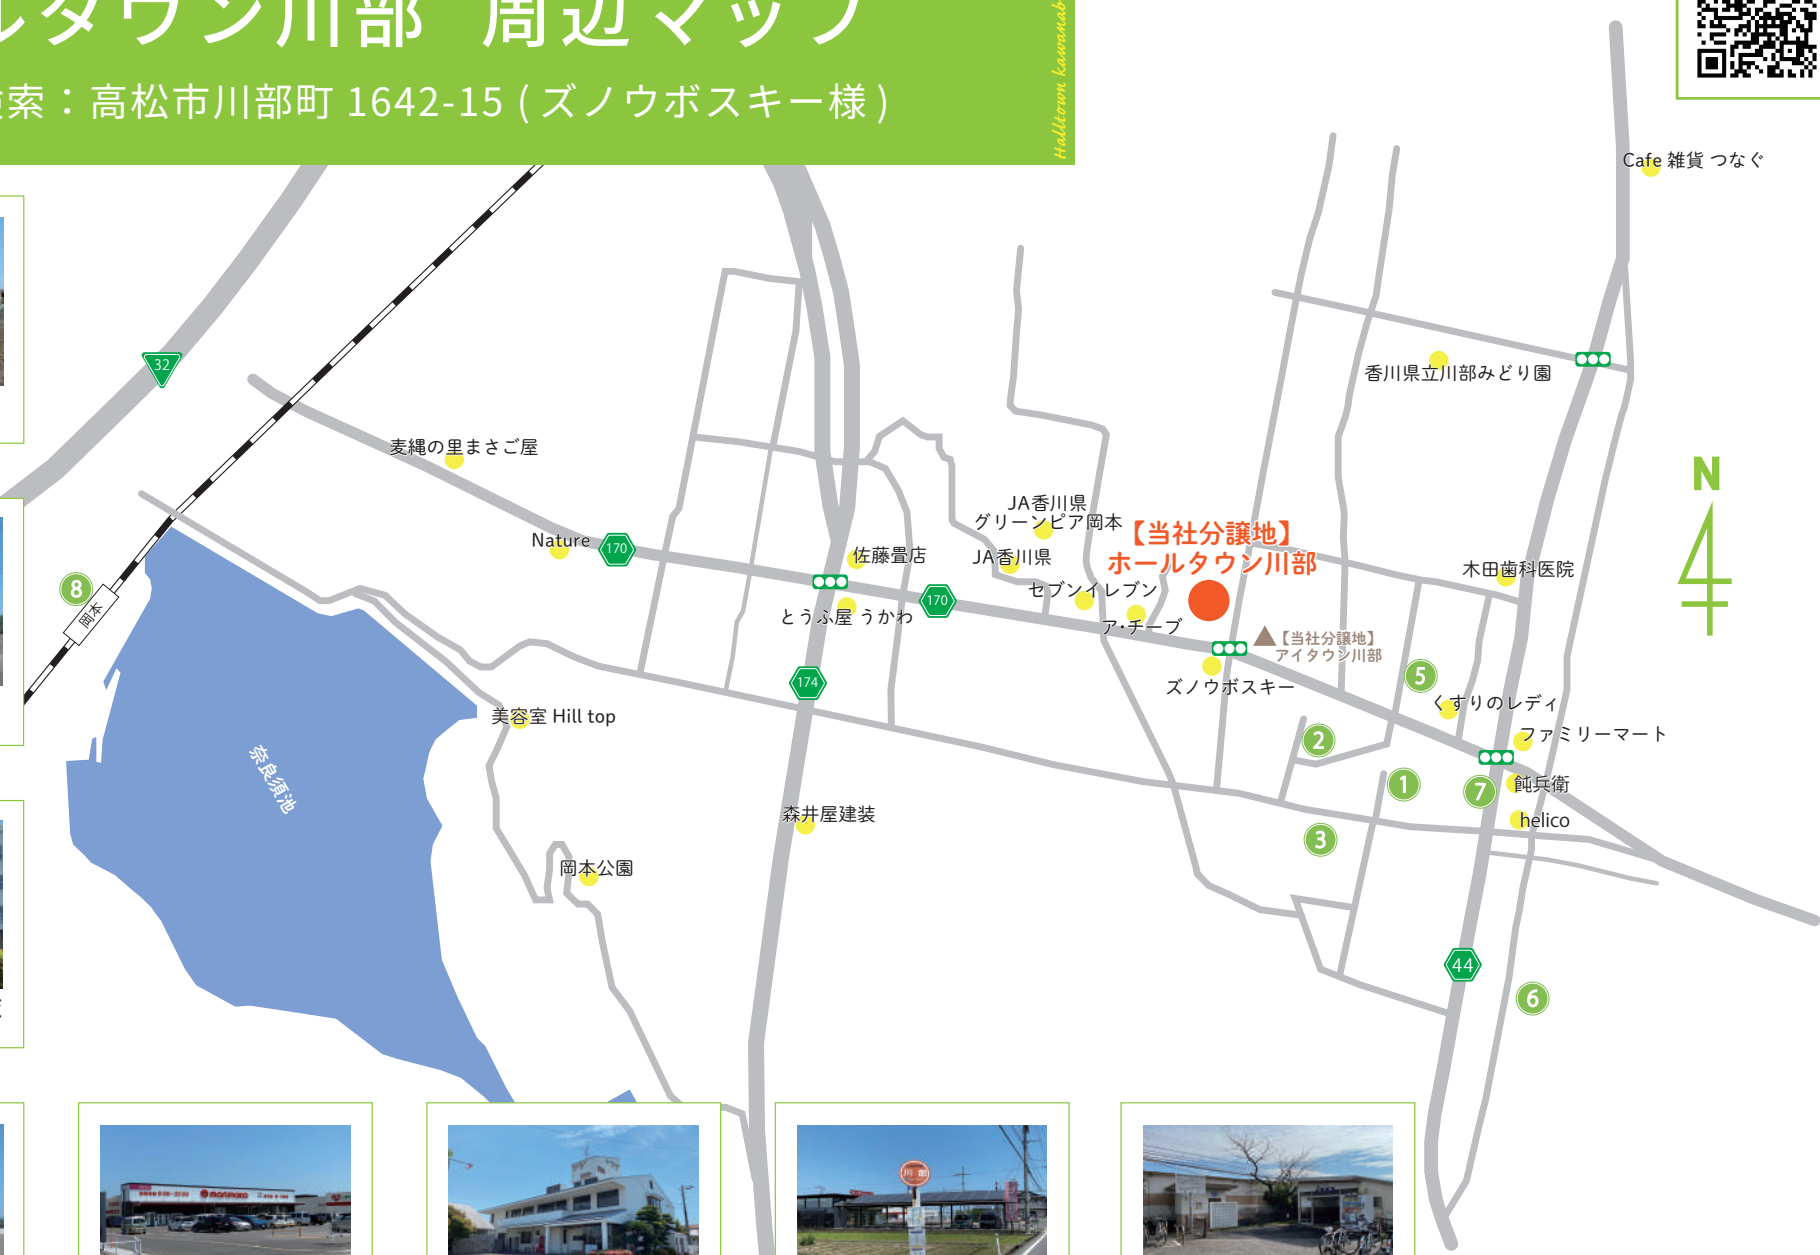 ルタウン川部 周辺マップ
検索：高松市川部町 1642-15 ( ズノウボスキー様 )
Halltown kawanab
Cafe 雑貨 つなぐ
32
香川県立川部みどり園
麦縄の里まさご屋
N
JA香川県
グリーンピア岡本
【当社分譲地】
ホールタウン川部
Nature
170
佐藤畳店
JA香川県
木田歯科医院
セブンイレブン
8
岡本
170
とうふ屋 うかわ
ア・チーブ
【当社分譲地】
アイタウン川部
174
ズノウボスキー
5
くすりのレディ
美容室 Hill top
ファミリーマート
2
奈良須池
1
7
飩兵衛
森井屋建装
helico
3
岡本公園
44
6
MARUNAKA
川部